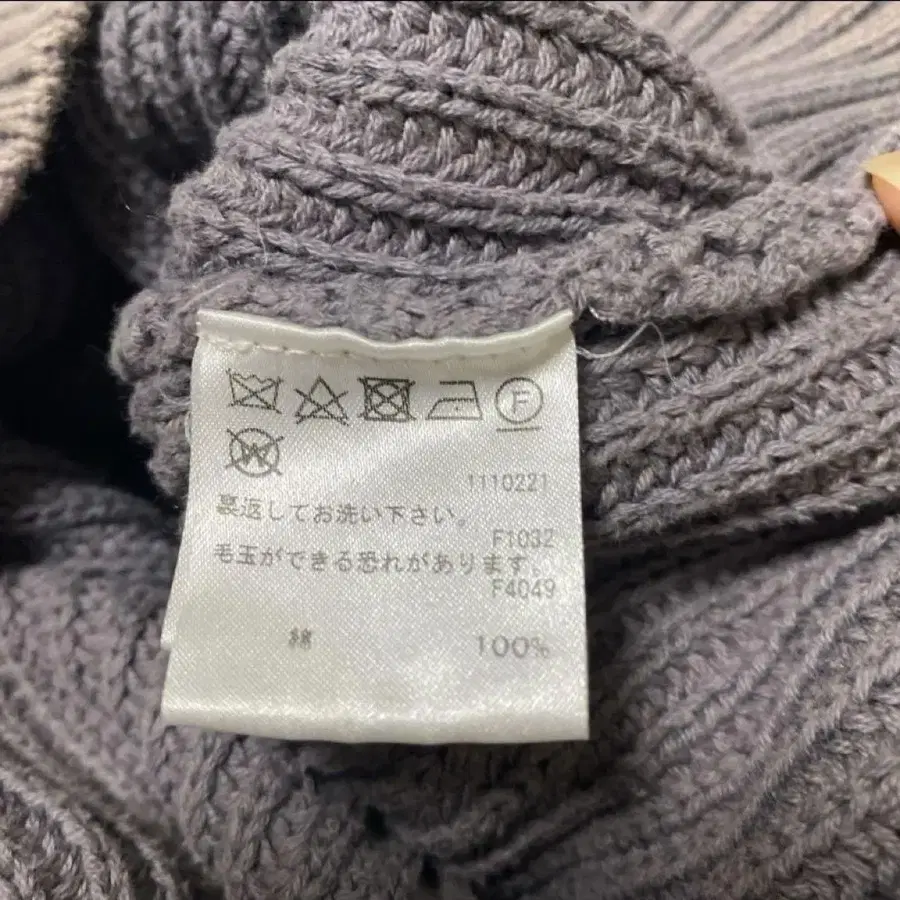 F
W
1110221
裏返してお洗い下さい。
F1032
毛玉ができる恐れがあります。
F4049
綿 100%